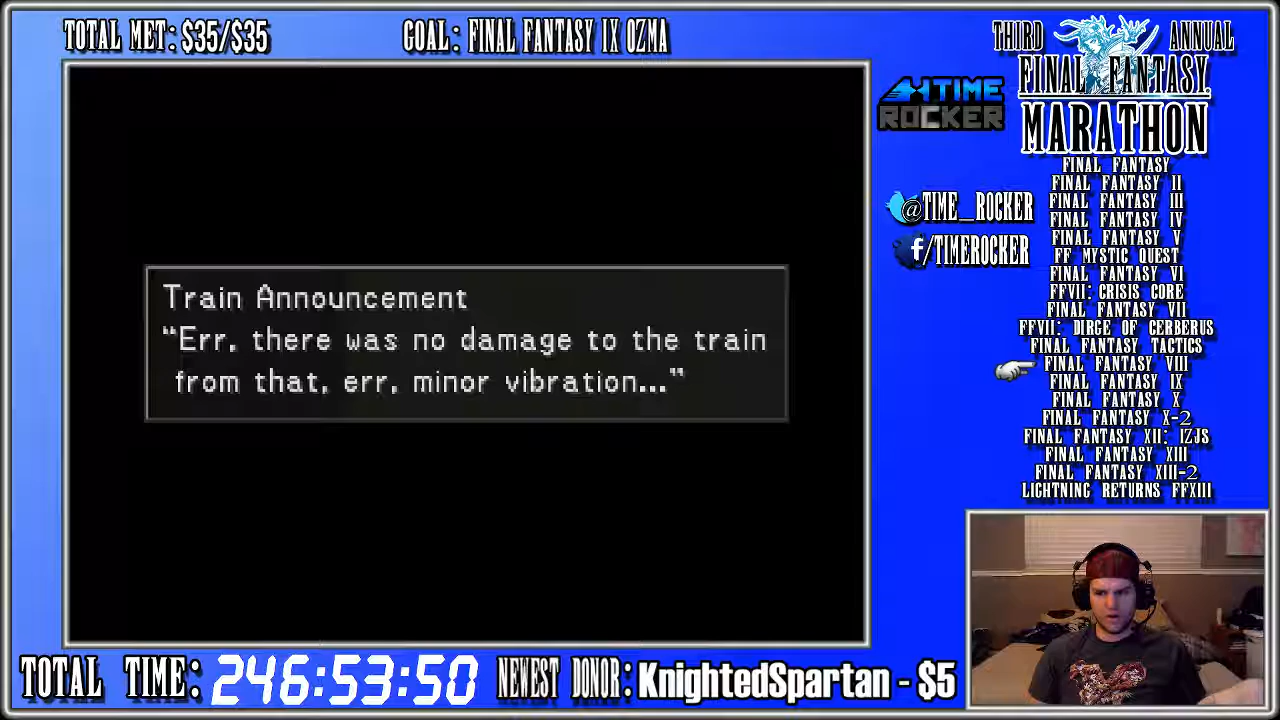 TOTAL MET: $35/$35
GOAL: FINAL FANTASY IX OZMA
THIRD ANNUAL
FINAL FANTASY
MARATHON
TIME
ROCKER
@TIME_ROCKER
f/TIMEROCKER
FINAL FANTASY
FINAL FANTASY II
FINAL FANTASY III
FINAL FANTASY IV
FINAL FANTASY V
FF MYSTIC QUEST
FINAL FANTASY VI
FFVII: CRISIS CORE
FINAL FANTASY VII
FFVII: DIRGE OF CERBERUS
FINAL FANTASY TACTICS
FINAL FANTASY VIII
FINAL FANTASY IX
FINAL FANTASY X
FINAL FANTASY X-2
FINAL FANTASY XII: IZJS
FINAL FANTASY XIII
FINAL FANTASY XIII-2
LIGHTNING RETURNS FFXIII
Train Announcement
“Err, there was no damage to the train
from that, err, minor vibration...”
TOTAL TIME: 246:53:50
NEWEST DONOR: KnightedSpartan - $5